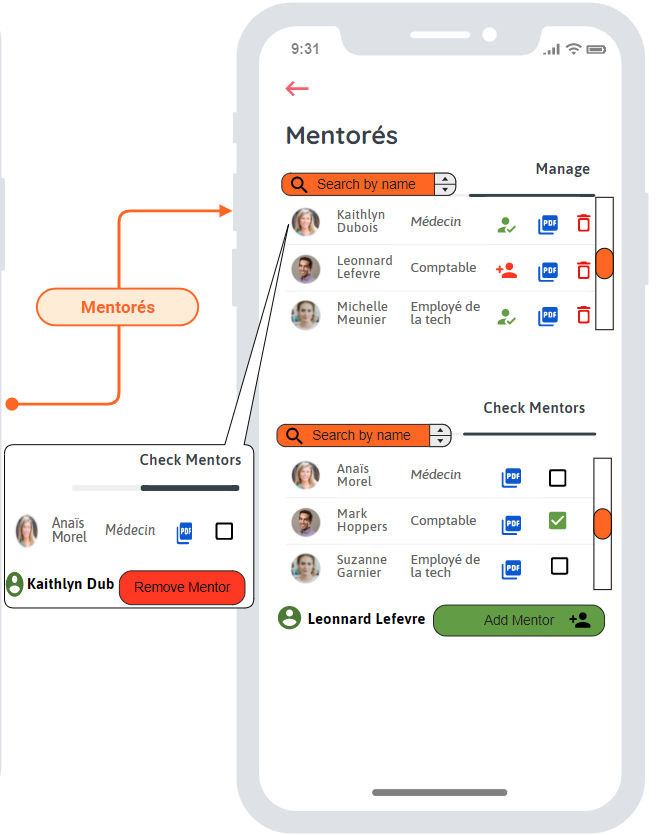 9:31
Mentorés
Manage
Search by name
Kaithlyn
Dubois
Médecin
PDF
Leonnard
Lefevre
Comptable
PDF
Michelle
Meunier
Employé de
la tech
PDF
Mentorés
Check Mentors
Search by name
Anaïs
Morel
Médecin
PDF
Mark
Hoppers
Comptable
PDF
Suzanne
Garnier
Employé de
la tech
PDF
Leonnard Lefevre
Add Mentor
Check Mentors
Anaïs
Morel
Médecin
PDF
Kaithlyn Dub
Remove Mentor